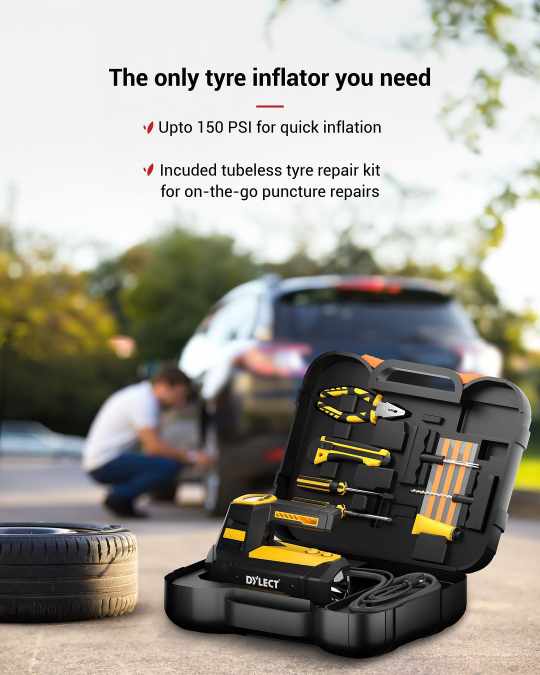 The only tyre inflator you need
Upto 150 PSI for quick inflation
Incuded tubeless tyre repair kit
for on-the-go puncture repairs
DYLECT